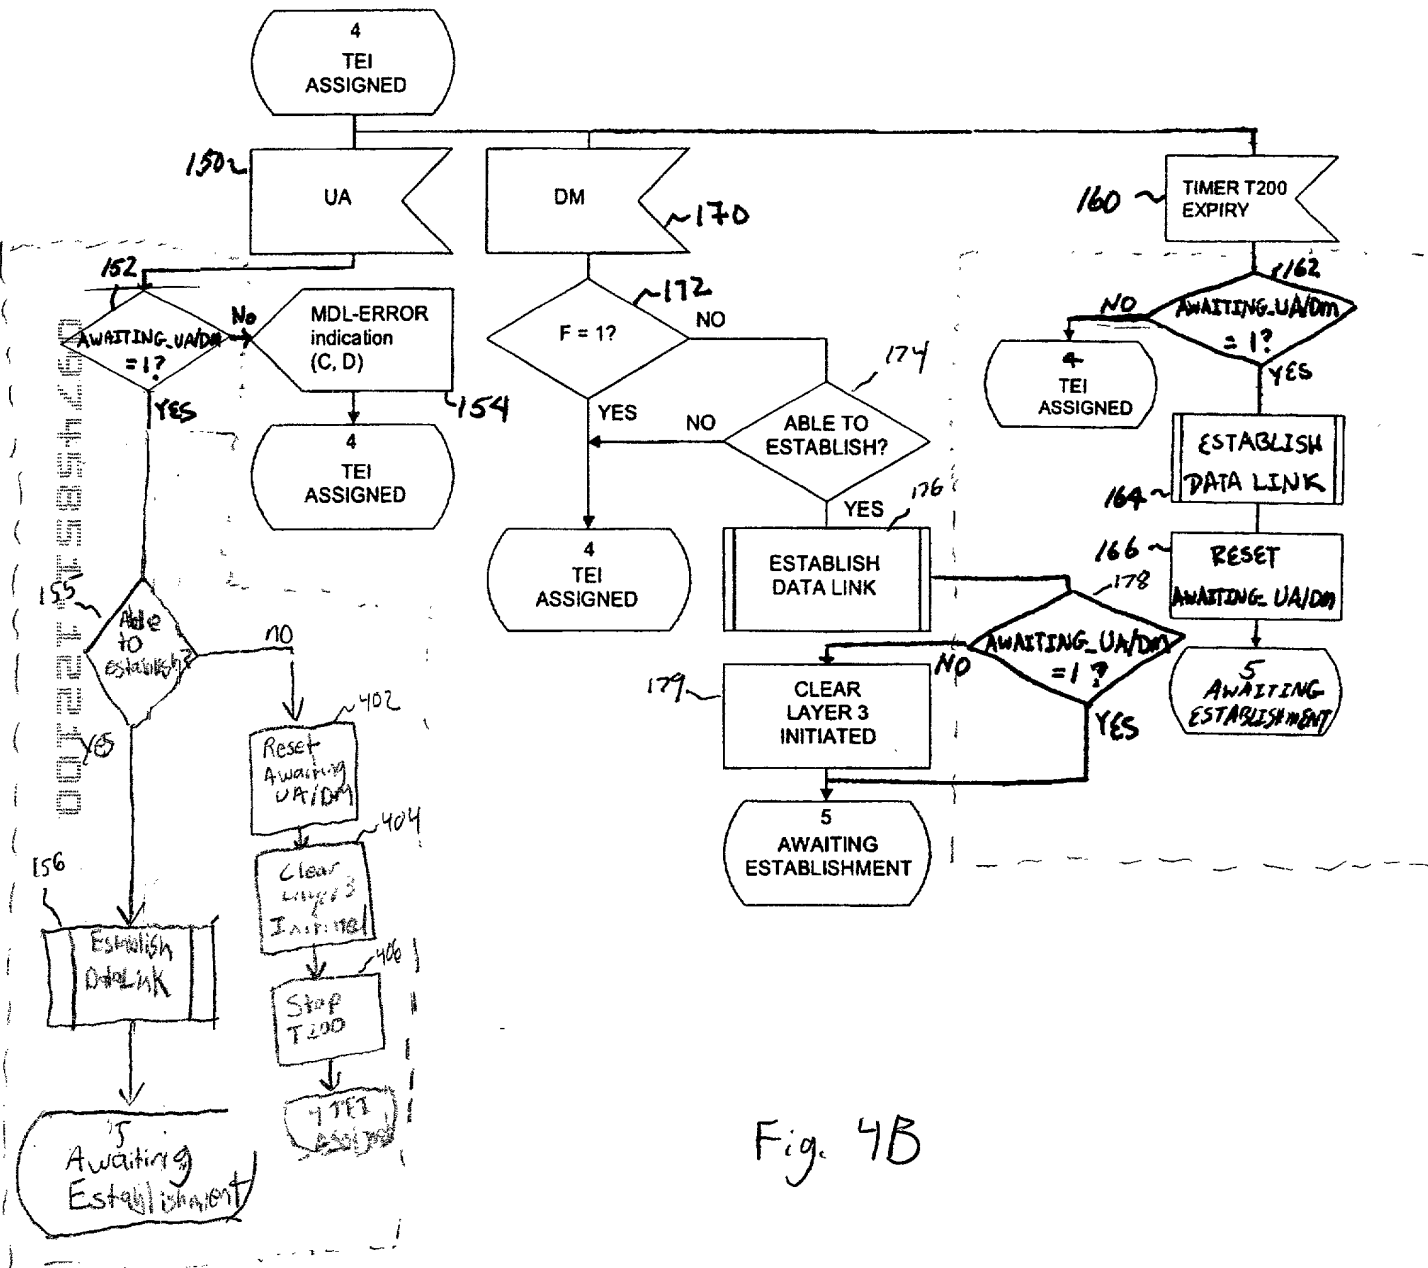 4
TEI
ASSIGNED
150
UA
DM
170
160
TIMER T200
EXPIRY
152
AWAITING_UA/DM
= 1?
No
YES
MDL-ERROR
indication
(C, D)
154
4
TEI
ASSIGNED
172
F = 1?
NO
YES
174
ABLE TO
ESTABLISH?
NO
YES
4
TEI
ASSIGNED
176
ESTABLISH
DATA LINK
178
AWAITING_UA/DM
= 1 ?
NO
YES
179
CLEAR
LAYER 3
INITIATED
5
AWAITING
ESTABLISHMENT
162
AWAITING_UA/DM
= 1?
NO
YES
4
TEI
ASSIGNED
164
ESTABLISH
DATA LINK
166
RESET
AWAITING_UA/DM
5
AWAITING
ESTABLISHMENT
09745851.122100
155
Able
to
establish?
no
YES
402
Reset
Awaiting
UA/DM
404
Clear
Layer 3
406
Stop
T200
4 TEI
156
Establish
DataLink
5
Awaiting
Establishment
Fig. 4B